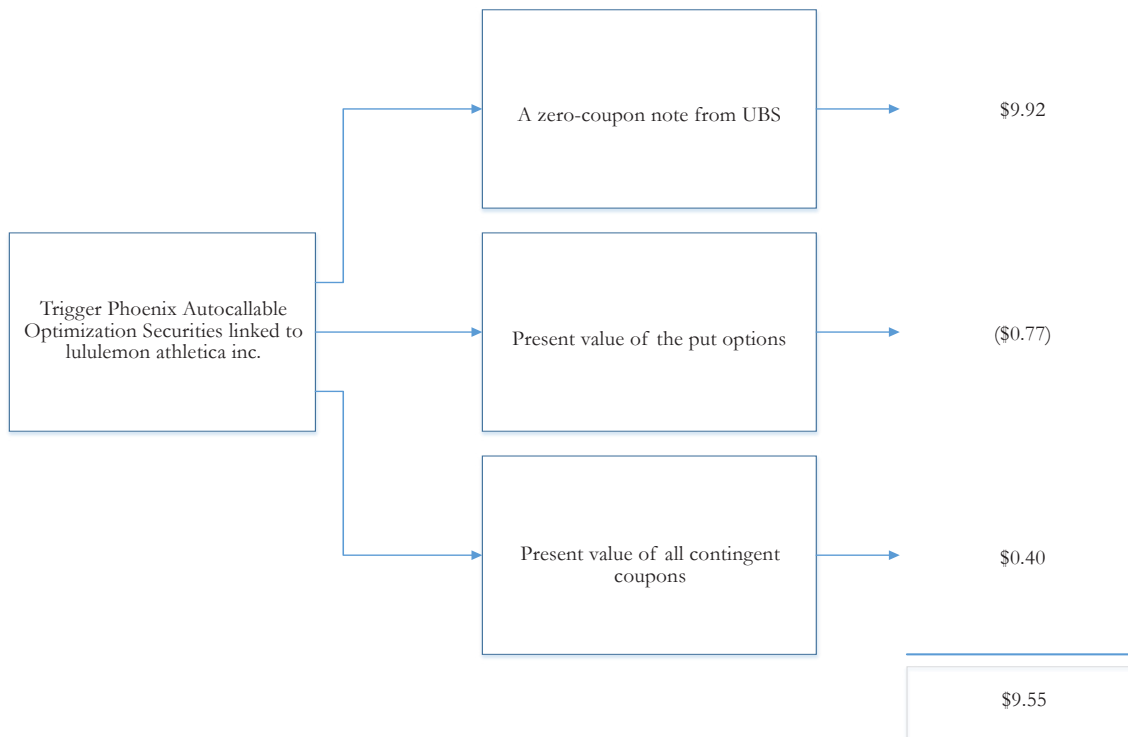 A zero-coupon note from UBS
$9.92
Trigger Phoenix Autocallable
Optimization Securities linked to
lululemon athletica inc.
Present value of the put options
($0.77)
Present value of all contingent
coupons
$0.40
$9.55